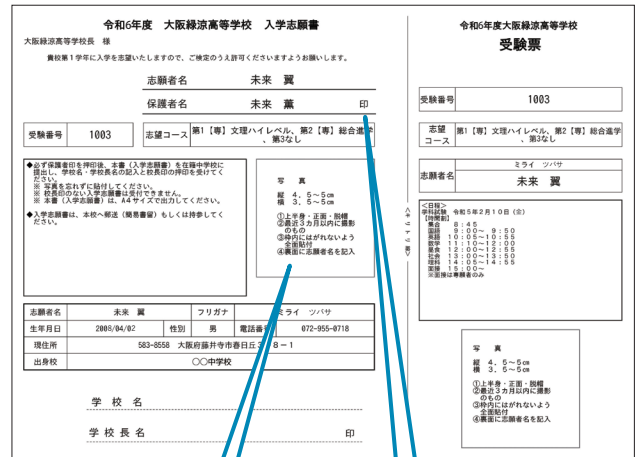 令和6年度 大阪緑涼高等学校 入学志願書
大阪緑涼高等学校長 様
貴校第1学年に入学を志望いたしますので、ご検定のうえ許可くださいますようお願いします。
志願者名 未来 翼
保護者名 未来 薫 印
受験番号 1003 志望コース 第1【専】文理ハイレベル、第2【専】総合進学、第3なし
◆必ず保護者印を押印後、本書(入学志願書)を在籍中学校に
提出し、学校名・学校長名の記入と校長印の押印を受けてく
ださい。
※ 写真を忘れずに貼付してください。
※ 校長印のない入学志願書は受付できません。
※ 本書(入学志願書)は、A4サイズで出力してください。
◆入学志願書は、本校へ郵送(簡易書留)もしくは持参してく
ださい。
写 真
縦 4.5～5㎝
横 3.5～5㎝
①上半身・正面・脱帽
②最近3カ月以内に撮影
のもの
③枠内にはがれないよう
全面貼付
④裏面に志願者名を記入
志願者名 未来 翼 フリガナ ミライ ツバサ
生年月日 2008/04/02 性別 男 電話番号 072-955-0718
現住所 583-8558 大阪府藤井寺市春日丘3 8－1
出身校 ○○中学校
学 校 名
学 校 長 名 印
<キリトリ線>
令和6年度大阪緑涼高等学校
受験票
受験番号 1003
志望
コース 第1【専】文理ハイレベル、第2【専】総合進学
、第3なし
ミライ ツバサ
志願者名 未来 翼
<日程>
学科試験 令和5年2月10日(金)
【時間割】
集合 8:45
国語 9:00～ 9:50
英語 10:05～10:55
数学 11:10～12:00
昼食 12:00～12:55
社会 13:00～13:50
理科 14:05～14:55
面接 15:00～
※面接は専願者のみ
写 真
縦 4.5～5㎝
横 3.5～5㎝
①上半身・正面・脱帽
②最近3カ月以内に撮影
のもの
③枠内にはがれないよう
全面貼付
④裏面に志願者名を記入